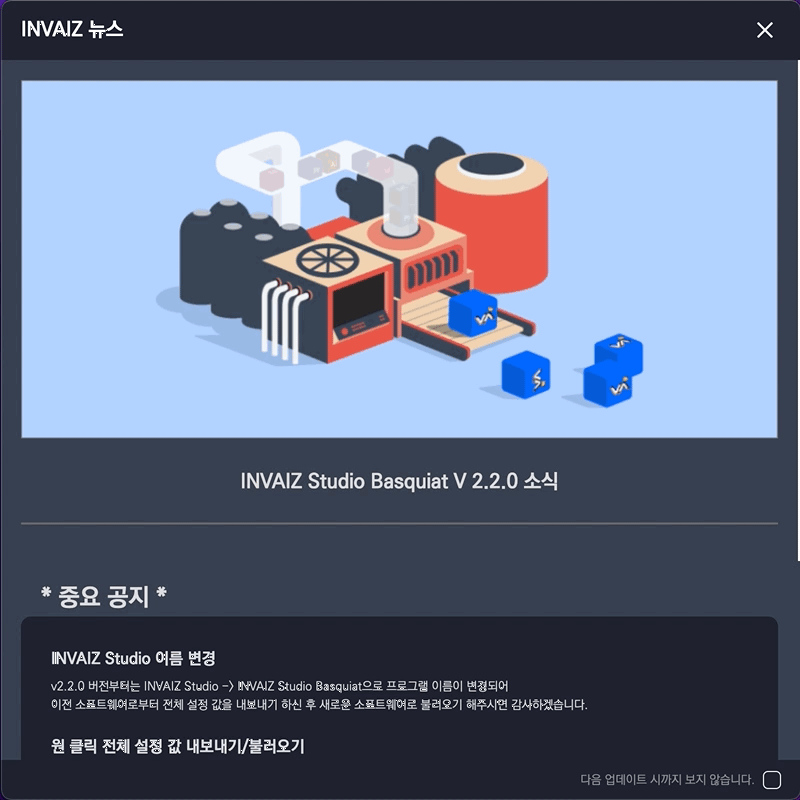 INVAIZ 뉴스
INVAIZ Studio Basquiat V 2.2.0 소식
* 중요 공지 *
INVAIZ Studio 여름 변경
v2.2.0 버전부터는 INVAIZ Studio -> INVAIZ Studio Basquiat으로 프로그램 이름이 변경되어
이전 소프트웨어로부터 전체 설정 값을 내보내기 하신 후 새로운 소프트웨어로 불러오기 해주시면 감사하겠습니다.
원 클릭 전체 설정 값 내보내기/불러오기
다음 업데이트 시까지 보지 않습니다.